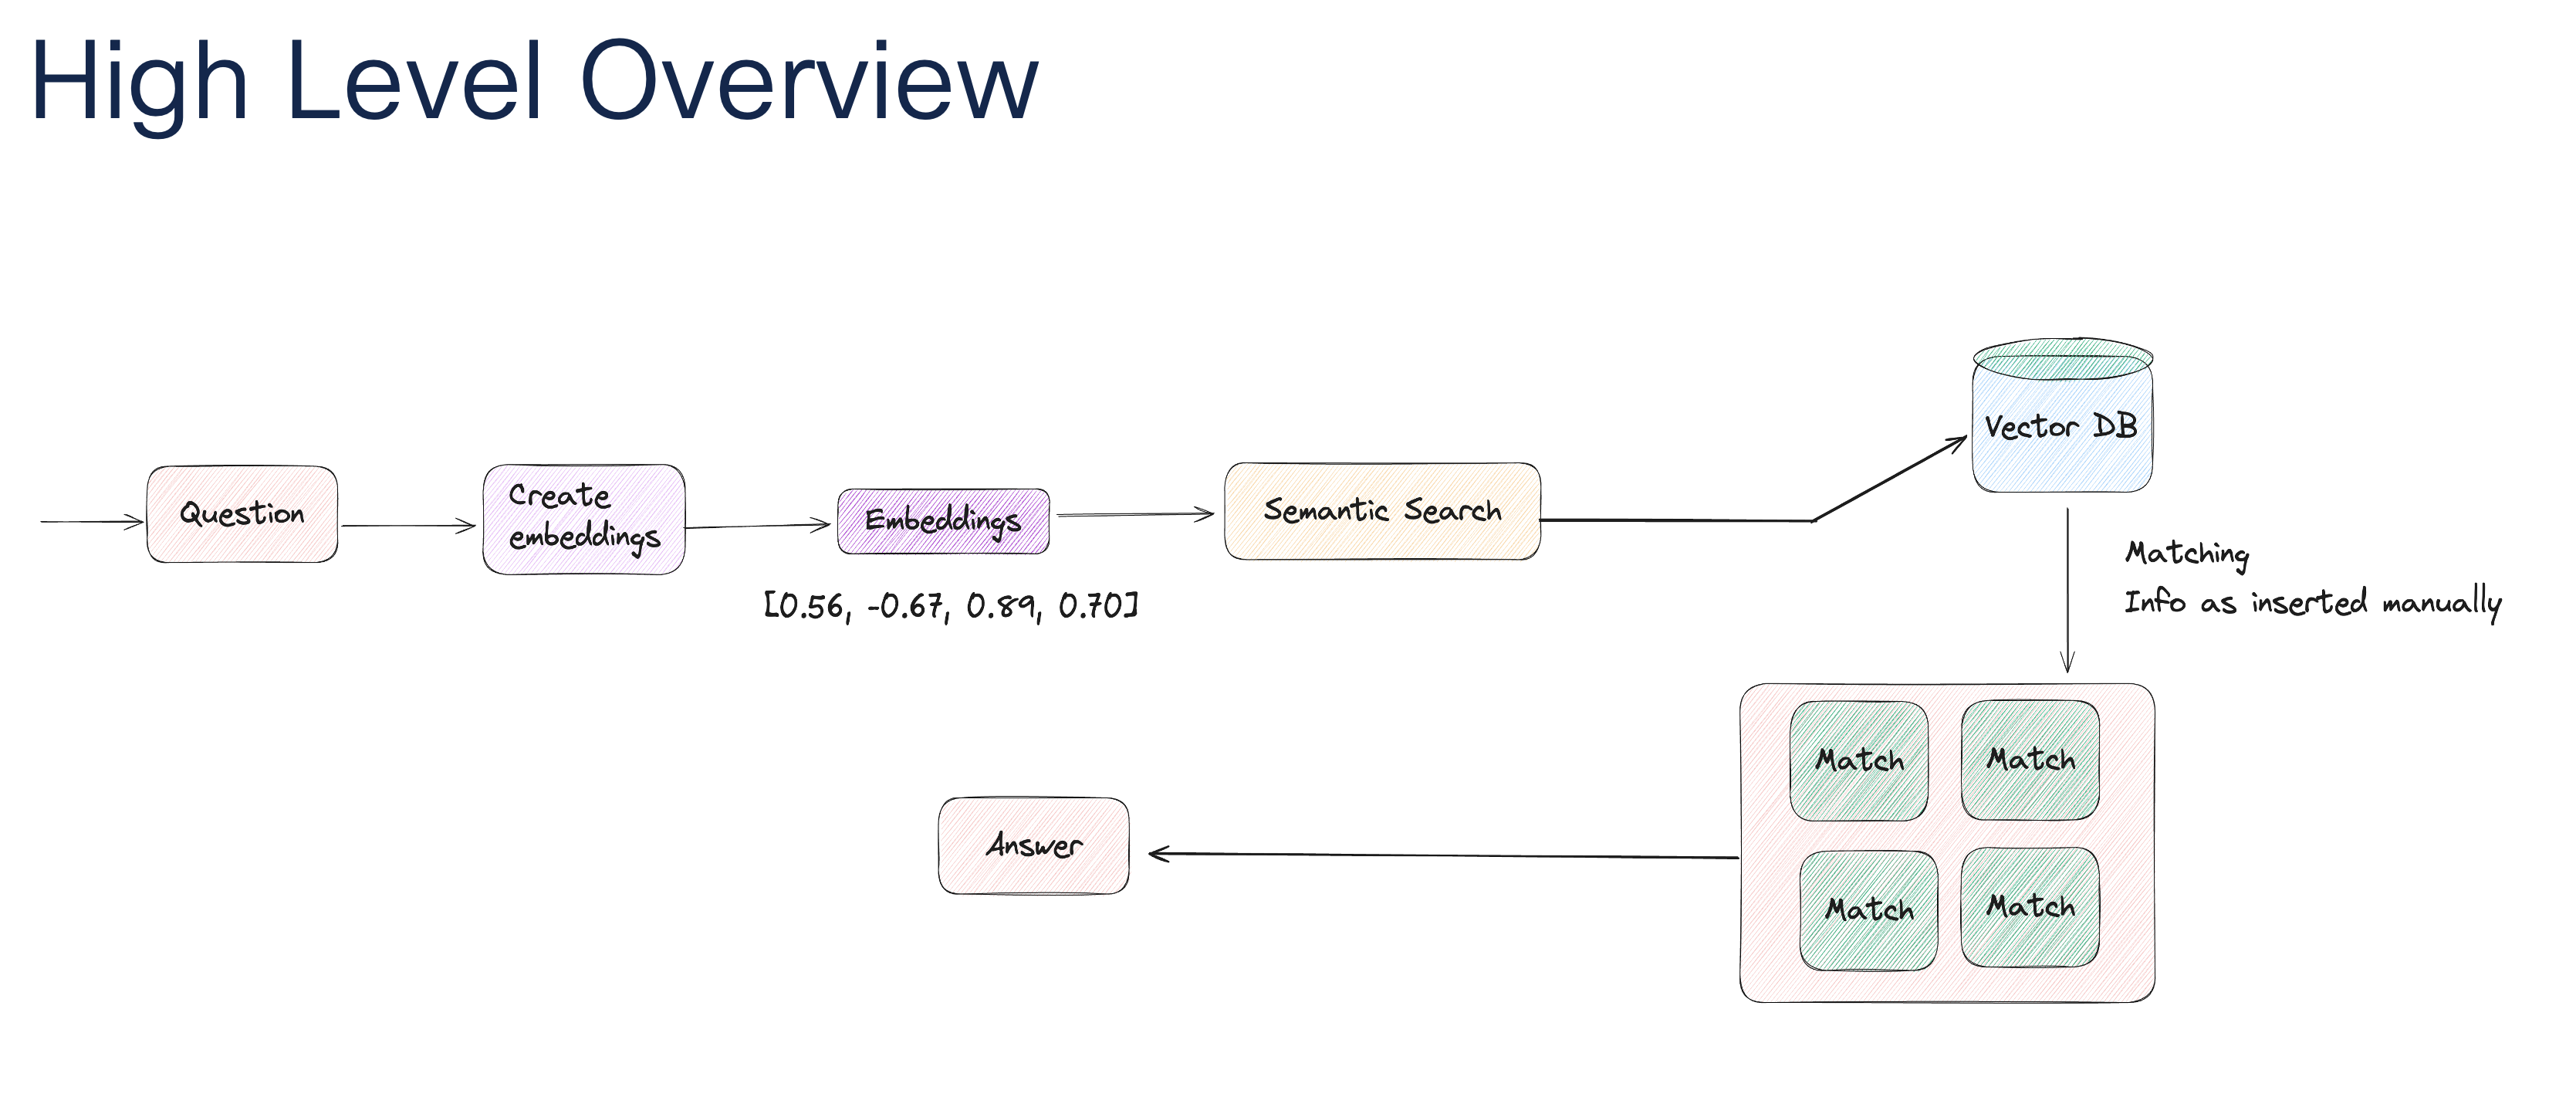 High Level Overview
Question
Create
embeddings
Embeddings
[0.56, -0.67, 0.89, 0.70]
Semantic Search
Vector DB
Matching
Info as inserted manually
Match
Match
Match
Match
Answer